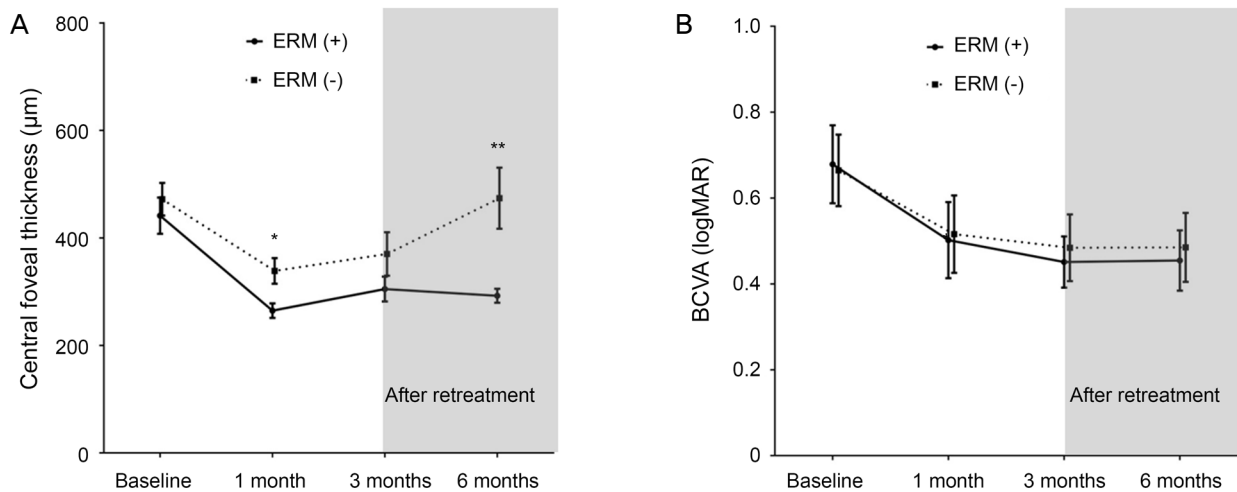 A
Central foveal thickness (µm)
800
600
400
200
0
ERM (+)
ERM (-)
*
**
After retreatment
Baseline 1 month 3 months 6 months
B
BCVA (logMAR)
1.0
0.8
0.6
0.4
0.2
0
ERM (+)
ERM (-)
After retreatment
Baseline 1 month 3 months 6 months